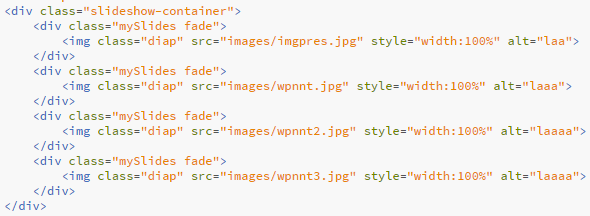 <div class="slideshow-container">
<div class="mySlides fade">
<img class="diap" src="images/imgpres.jpg" style="width:100%" alt="laa">
</div>
<div class="mySlides fade">
<img class="diap" src="images/wpnnt.jpg" style="width:100%" alt="laaa">
</div>
<div class="mySlides fade">
<img class="diap" src="images/wpnnt2.jpg" style="width:100%" alt="laaaa">
</div>
<div class="mySlides fade">
<img class="diap" src="images/wpnnt3.jpg" style="width:100%" alt="laaaa">
</div>
</div>